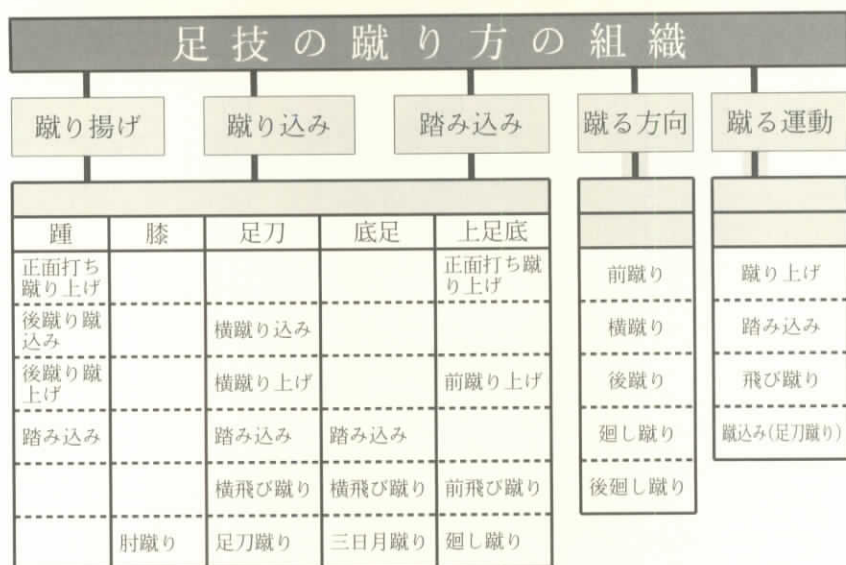 足技の蹴り方の組織
蹴り揚げ
蹴り込み
踏み込み
蹴る方向
蹴る運動
踵
膝
足刀
底足
上足底
正面打ち
蹴り上げ
正面打ち蹴
り上げ
後蹴り蹴
込み
横蹴り込み
後蹴り蹴
上げ
横蹴り上げ
前蹴り上げ
踏み込み
踏み込み
踏み込み
横飛び蹴り
横飛び蹴り
前飛び蹴り
肘蹴り
足刀蹴り
三日月蹴り
廻し蹴り
前蹴り
横蹴り
後蹴り
廻し蹴り
後廻し蹴り
蹴り上げ
踏み込み
飛び蹴り
蹴込み(足刀蹴り)